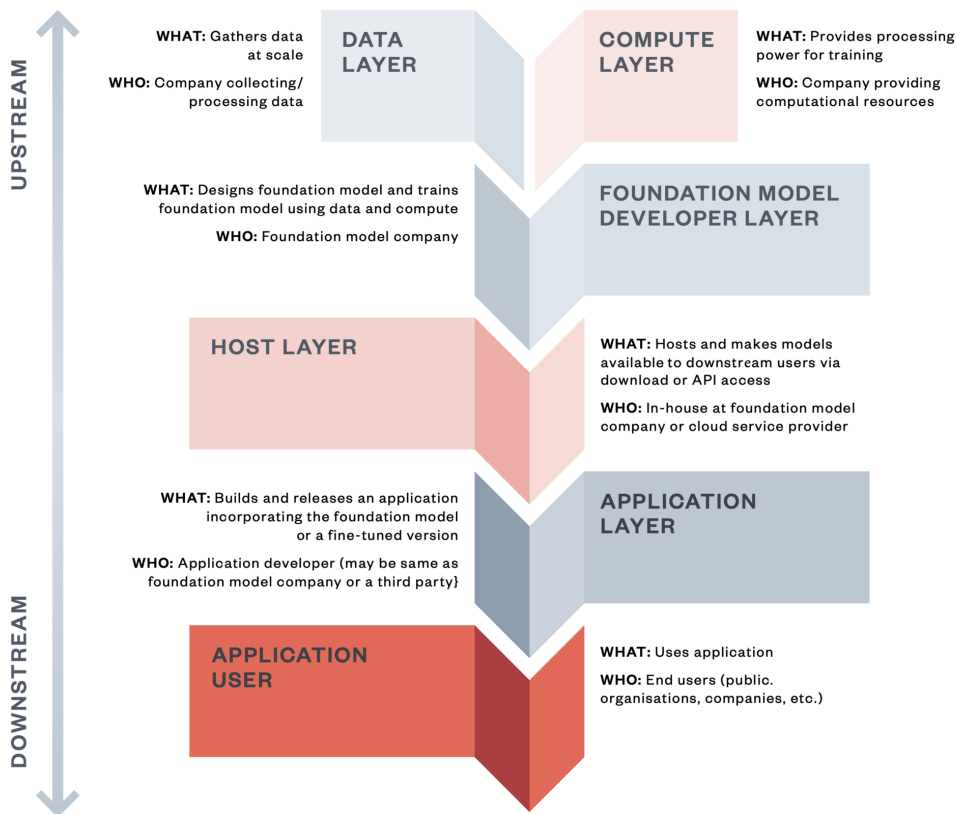 UPSTREAM
WHAT: Gathers data
at scale
WHO: Company collecting/
processing data
DATA
LAYER
COMPUTE
LAYER
WHAT: Provides processing
power for training
WHO: Company providing
computational resources
WHAT: Designs foundation model and trains
foundation model using data and compute
WHO: Foundation model company
FOUNDATION MODEL
DEVELOPER LAYER
HOST LAYER
WHAT: Hosts and makes models
available to downstream users via
download or API access
WHO: In-house at foundation model
company or cloud service provider
WHAT: Builds and releases an application
incorporating the foundation model
or a fine-tuned version
WHO: Application developer (may be same as
foundation model company or a third party}
APPLICATION
LAYER
DOWNSTREAM
APPLICATION
USER
WHAT: Uses application
WHO: End users (public.
organisations, companies, etc.)